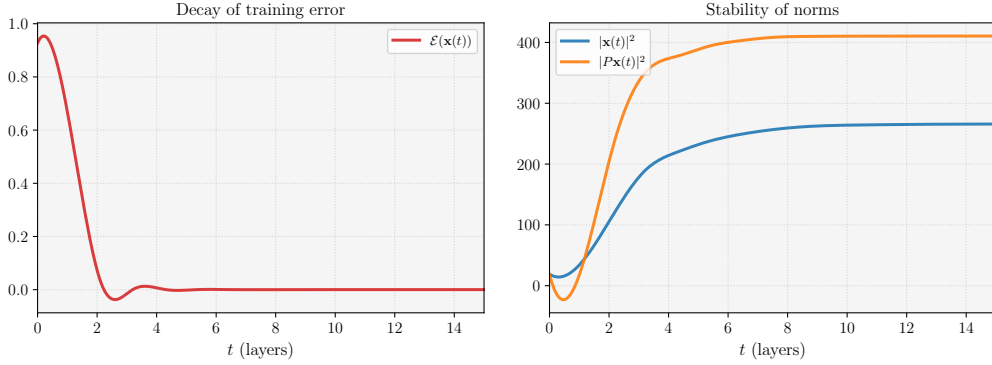 Decay of training error
1.0
0.8
0.6
0.4
0.2
0.0
0 2 4 6 8 10 12 14
t (layers)
ℰ(𝐱(t))
Stability of norms
400
300
200
100
0
0 2 4 6 8 10 12 14
t (layers)
|𝐱(t)|²
|P𝐱(t)|²